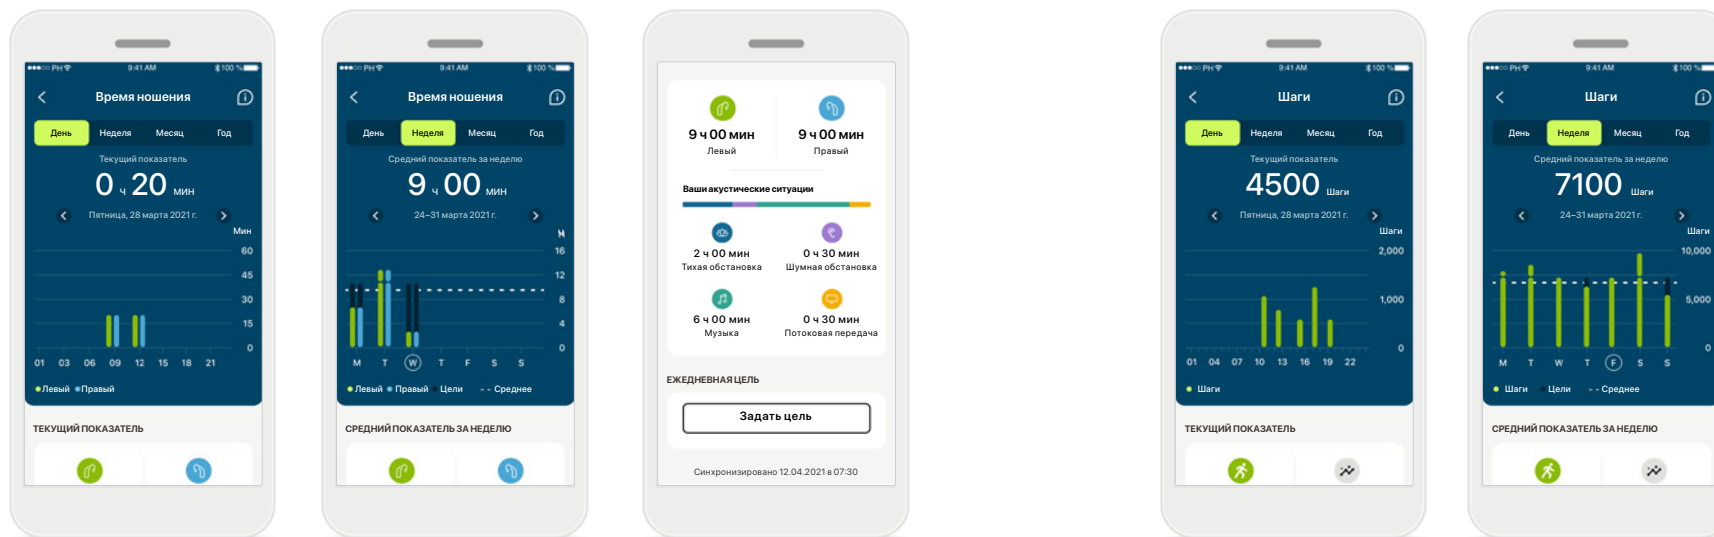 ●●●○○ PH 9:41 AM 100 %
Время ношения
День Неделя Месяц Год
Текущий показатель
0 ч 20 мин
Пятница, 28 марта 2021 г.
Мин
60
45
30
15
0
01 03 06 09 12 15 18 21
Левый Правый
ТЕКУЩИЙ ПОКАЗАТЕЛЬ
●●●○○ PH 9:41 AM 100 %
Время ношения
День Неделя Месяц Год
Средний показатель за неделю
9 ч 00 мин
24–31 марта 2021 г.
16
12
8
4
0
M T W T F S S
Левый Правый Цели - - Среднее
СРЕДНИЙ ПОКАЗАТЕЛЬ ЗА НЕДЕЛЮ
9 ч 00 мин 9 ч 00 мин
Левый Правый
Ваши акустические ситуации
2 ч 00 мин 0 ч 30 мин
Тихая обстановка Шумная обстановка
6 ч 00 мин 0 ч 30 мин
Музыка Потоковая передача
ЕЖЕДНЕВНАЯ ЦЕЛЬ
Задать цель
Синхронизировано 12.04.2021 в 07:30
●●●○○ PH 9:41 AM 100 %
Шаги
День Неделя Месяц Год
Текущий показатель
4500 Шаги
Пятница, 28 марта 2021 г.
Шаги
2,000
1,000
0
01 04 07 10 13 16 19 22
Шаги
ТЕКУЩИЙ ПОКАЗАТЕЛЬ
●●●○○ PH 9:41 AM 100 %
Шаги
День Неделя Месяц Год
Средний показатель за неделю
7100 Шаги
24–31 марта 2021 г.
Шаги
10,000
5,000
0
M T W T F S S
Шаги Цели - - Среднее
СРЕДНИЙ ПОКАЗАТЕЛЬ ЗА НЕДЕЛЮ